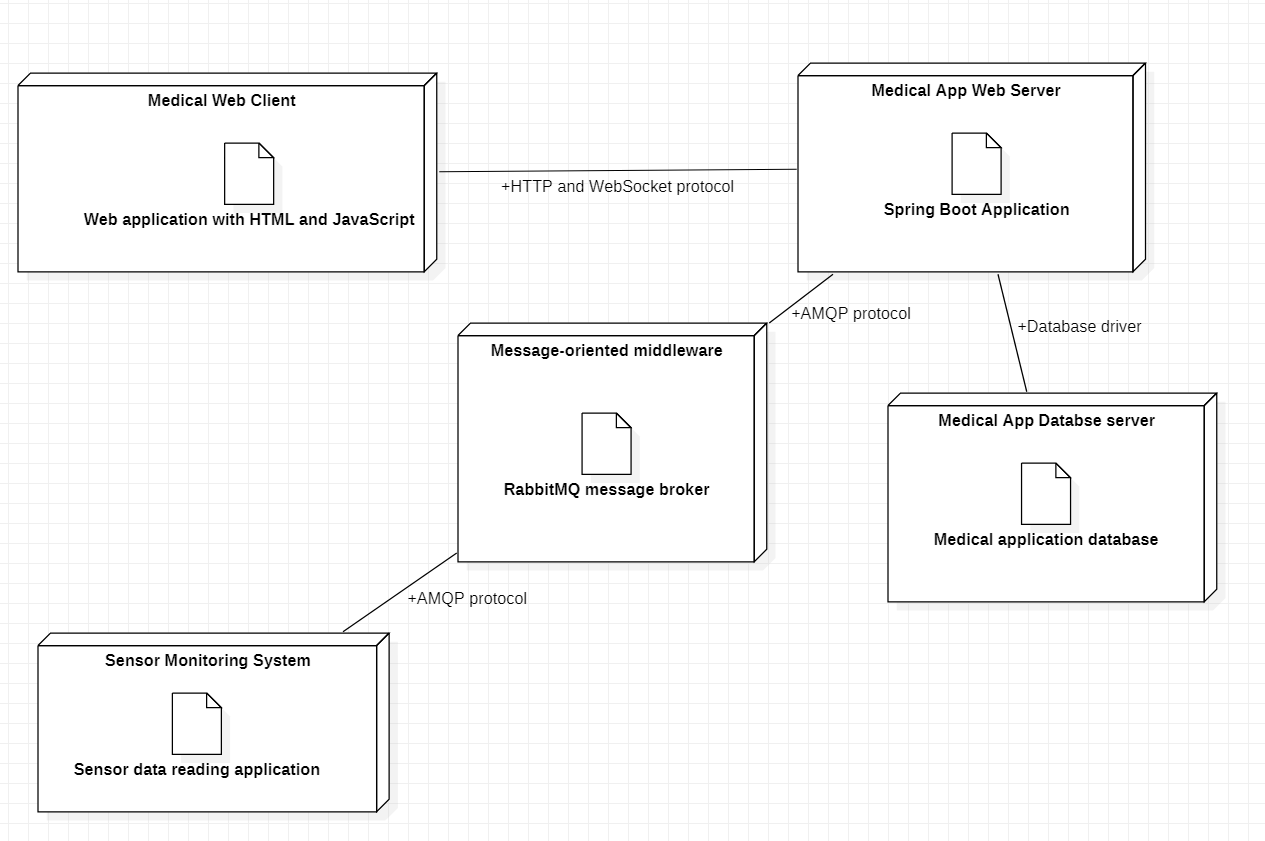 Medical Web Client
Web application with HTML and JavaScript
+HTTP and WebSocket protocol
Medical App Web Server
Spring Boot Application
+AMQP protocol
+Database driver
Message-oriented middleware
RabbitMQ message broker
Medical App Databse server
Medical application database
+AMQP protocol
Sensor Monitoring System
Sensor data reading application